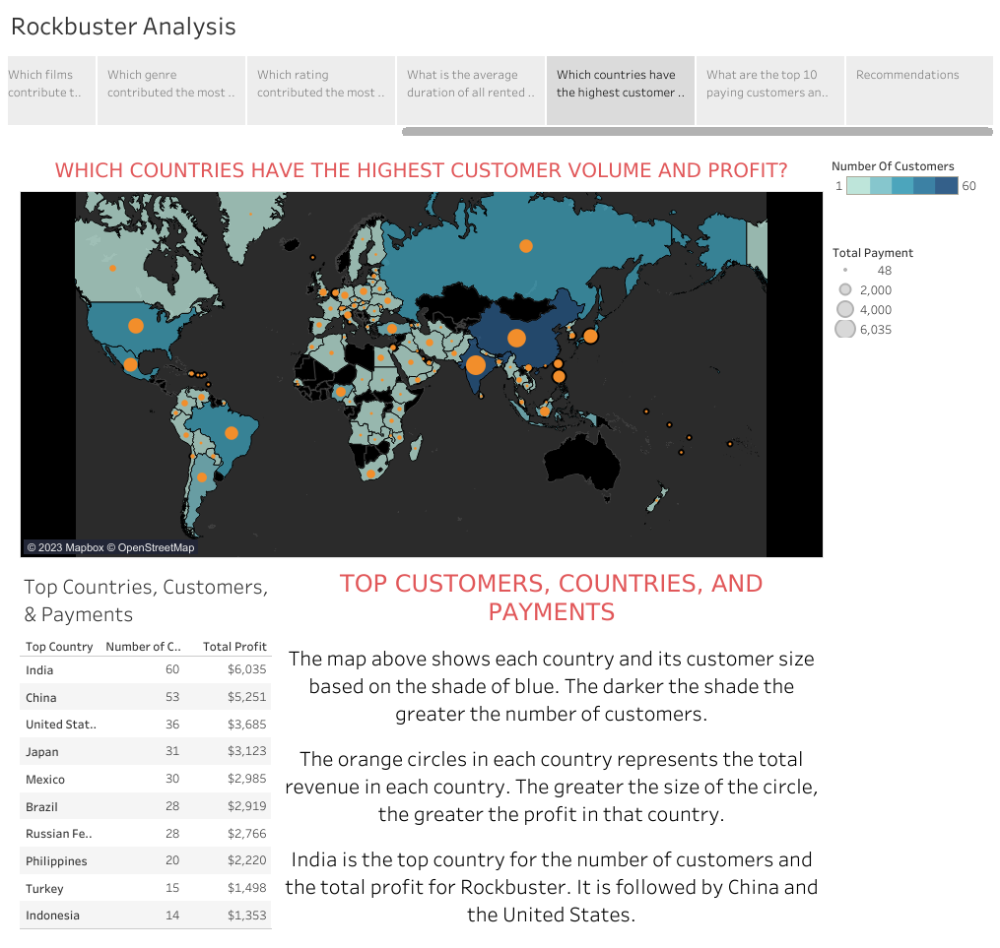 Rockbuster Analysis
Which films
contribute t..
Which genre
contributed the most ..
Which rating
contributed the most ..
What is the average
duration of all rented ..
Which countries have
the highest customer ..
What are the top 10
paying customers an..
Recommendations
WHICH COUNTRIES HAVE THE HIGHEST CUSTOMER VOLUME AND PROFIT?
Number Of Customers
1 60
Total Payment
48
2,000
4,000
6,035
© 2023 Mapbox © OpenStreetMap
Top Countries, Customers,
& Payments
Top Country Number of C.. Total Profit
India 60 $6,035
China 53 $5,251
United Stat.. 36 $3,685
Japan 31 $3,123
Mexico 30 $2,985
Brazil 28 $2,919
Russian Fe.. 28 $2,766
Philippines 20 $2,220
Turkey 15 $1,498
Indonesia 14 $1,353
TOP CUSTOMERS, COUNTRIES, AND
PAYMENTS
The map above shows each country and its customer size
based on the shade of blue. The darker the shade the
greater the number of customers.
The orange circles in each country represents the total
revenue in each country. The greater the size of the circle,
the greater the profit in that country.
India is the top country for the number of customers and
the total profit for Rockbuster. It is followed by China and
the United States.